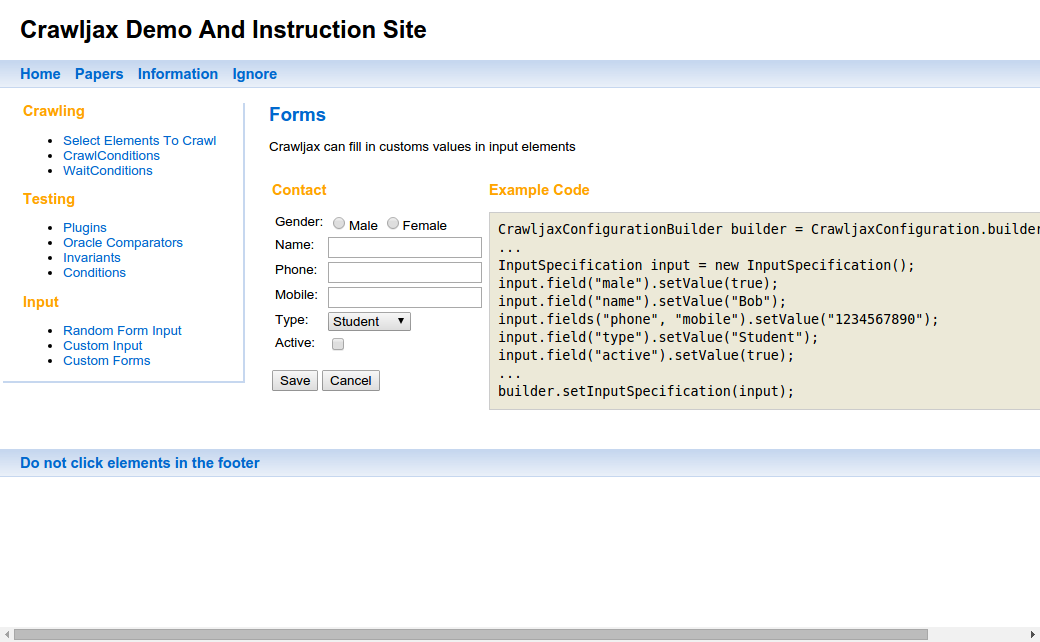 Crawljax Demo And Instruction Site
Home Papers Information Ignore
Crawling
Select Elements To Crawl
CrawlConditions
WaitConditions
Testing
Plugins
Oracle Comparators
Invariants
Conditions
Input
Random Form Input
Custom Input
Custom Forms
Forms
Crawljax can fill in customs values in input elements
Contact
Gender: Male Female
Name:
Phone:
Mobile:
Type: Student
Active:
Save Cancel
Example Code
CrawljaxConfigurationBuilder builder = CrawljaxConfiguration.builder
...
InputSpecification input = new InputSpecification();
input.field("male").setValue(true);
input.field("name").setValue("Bob");
input.fields("phone", "mobile").setValue("1234567890");
input.field("type").setValue("Student");
input.field("active").setValue(true);
...
builder.setInputSpecification(input);
Do not click elements in the footer